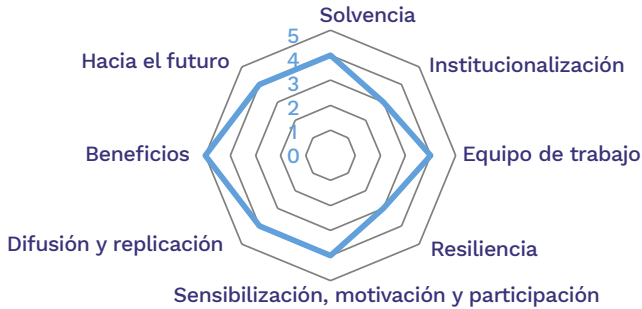 Solvencia
5
Hacia el futuro
4
Institucionalización
3
2
1
Beneficios
0
Equipo de trabajo
Difusión y replicación
Resiliencia
Sensibilización, motivación y participación